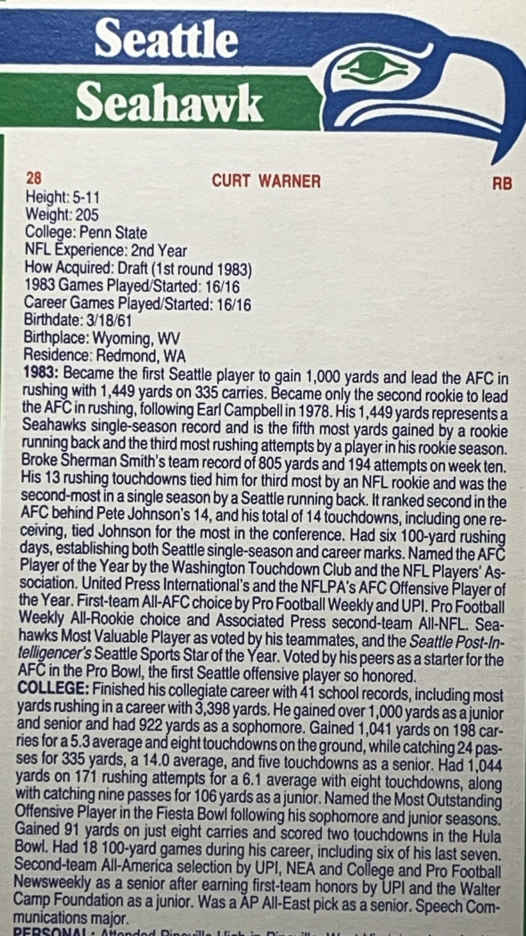 Seattle
Seahawk
28 CURT WARNER RB
Height: 5-11
Weight: 205
College: Penn State
NFL Experience: 2nd Year
How Acquired: Draft (1st round 1983)
1983 Games Played/Started: 16/16
Career Games Played/Started: 16/16
Birthdate: 3/18/61
Birthplace: Wyoming, WV
Residence: Redmond, WA
1983: Became the first Seattle player to gain 1,000 yards and lead the AFC in
rushing with 1,449 yards on 335 carries. Became only the second rookie to lead
the AFC in rushing, following Earl Campbell in 1978. His 1,449 yards represents a
Seahawks single-season record and is the fifth most yards gained by a rookie
running back and the third most rushing attempts by a player in his rookie season.
Broke Sherman Smith's team record of 805 yards and 194 attempts on week ten.
His 13 rushing touchdowns tied him for third most by an NFL rookie and was the
second-most in a single season by a Seattle running back. It ranked second in the
AFC behind Pete Johnson's 14, and his total of 14 touchdowns, including one re-
ceiving, tied Johnson for the most in the conference. Had six 100-yard rushing
days, establishing both Seattle single-season and career marks. Named the AFC
Player of the Year by the Washington Touchdown Club and the NFL Players' As-
sociation. United Press International's and the NFLPA's AFC Offensive Player of
the Year. First-team All-AFC choice by Pro Football Weekly and UPI. Pro Football
Weekly All-Rookie choice and Associated Press second-team All-NFL. Sea-
hawks Most Valuable Player as voted by his teammates, and the Seattle Post-In-
telligencer's Seattle Sports Star of the Year. Voted by his peers as a starter for the
AFC in the Pro Bowl, the first Seattle offensive player so honored.
COLLEGE: Finished his collegiate career with 41 school records, including most
yards rushing in a career with 3,398 yards. He gained over 1,000 yards as a junior
and senior and had 922 yards as a sophomore. Gained 1,041 yards on 198 car-
ries for a 5.3 average and eight touchdowns on the ground, while catching 24 pas-
ses for 335 yards, a 14.0 average, and five touchdowns as a senior. Had 1,044
yards on 171 rushing attempts for a 6.1 average with eight touchdowns, along
with catching nine passes for 106 yards as a junior. Named the Most Outstanding
Offensive Player in the Fiesta Bowl following his sophomore and junior seasons.
Gained 91 yards on just eight carries and scored two touchdowns in the Hula
Bowl. Had 18 100-yard games during his career, including six of his last seven.
Second-team All-America selection by UPI, NEA and College and Pro Football
Newsweekly as a senior after earning first-team honors by UPI and the Walter
Camp Foundation as a junior. Was a AP All-East pick as a senior. Speech Com-
munications major.
PERSONAL: Attended Pineville High in Pineville,